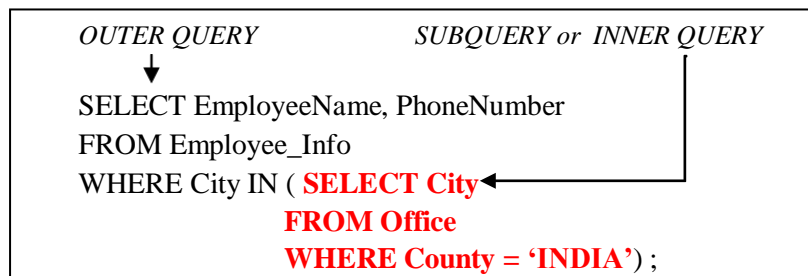 OUTER QUERY SUBQUERY or INNER QUERY
SELECT EmployeeName, PhoneNumber
FROM Employee_Info
WHERE City IN ( SELECT City
FROM Office
WHERE County = ‘INDIA’) ;